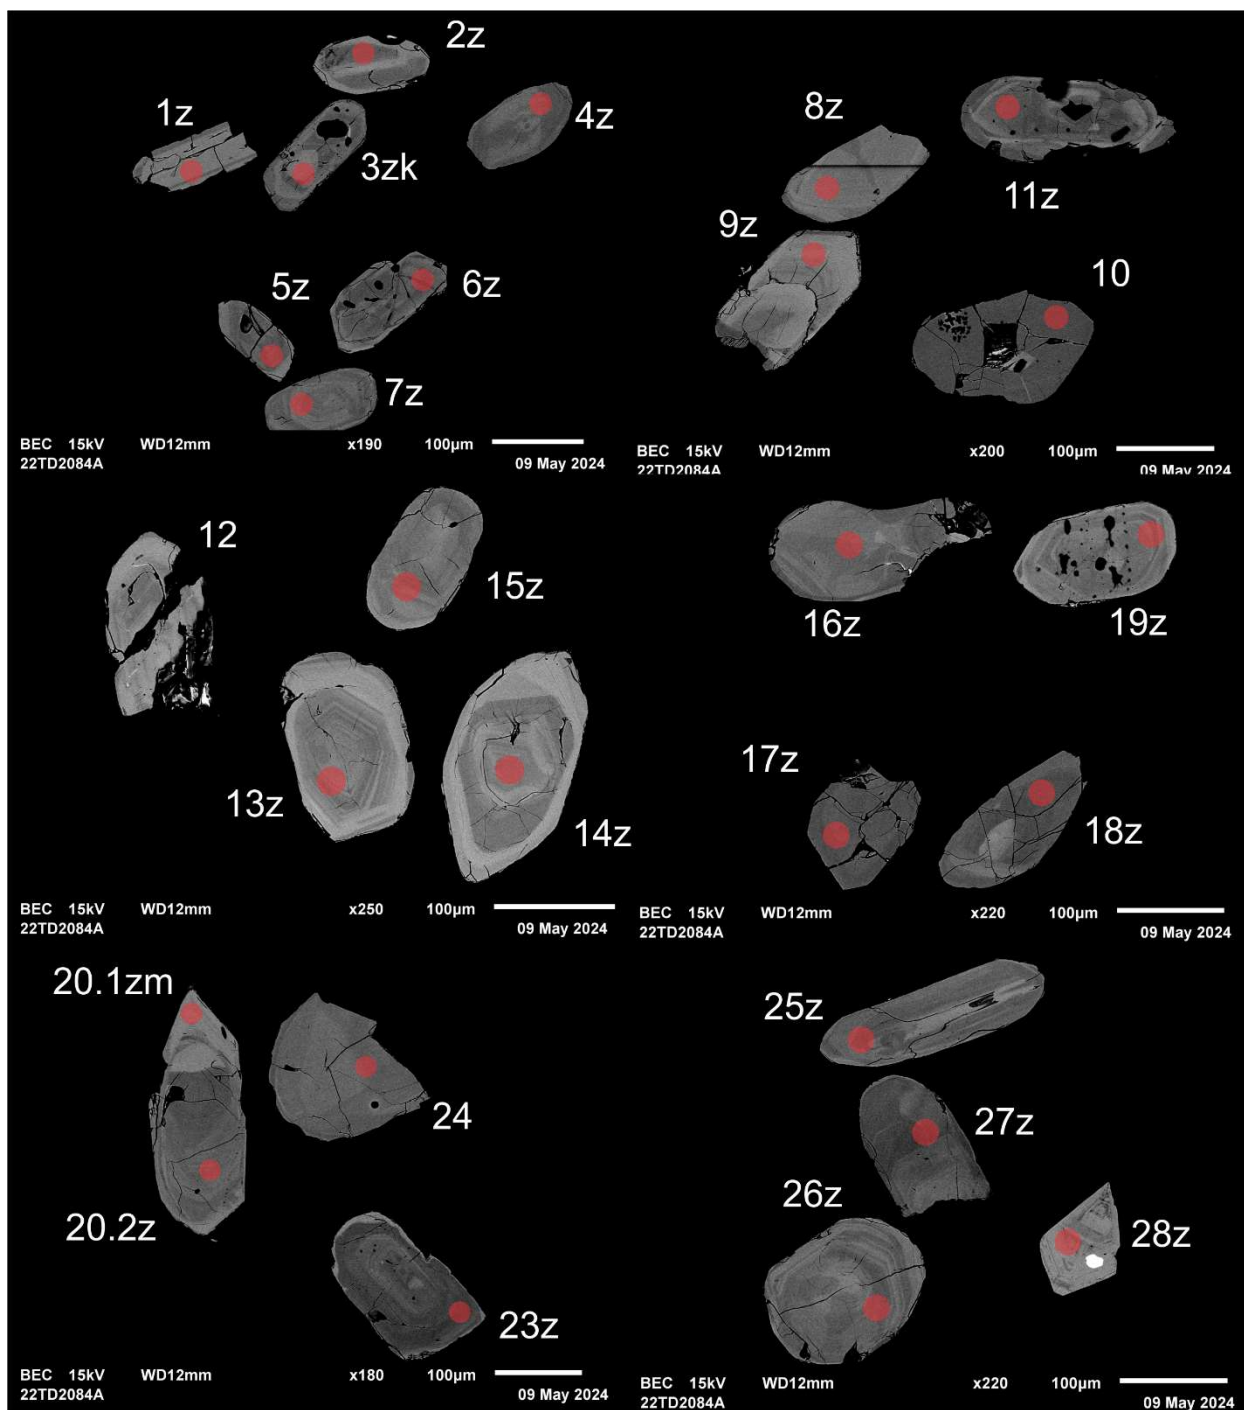 2z
1z
3zk
4z
5z
6z
7z
BEC 15kV WD12mm x190 100µm
22TD2084A 09 May 2024
8z
11z
9z
10
BEC 15kV WD12mm x200 100µm
22TD2084A 09 May 2024
12
15z
13z
14z
BEC 15kV WD12mm x250 100µm
22TD2084A 09 May 2024
16z
19z
17z
18z
BEC 15kV WD12mm x220 100µm
22TD2084A 09 May 2024
20.1zm
24
20.2z
23z
BEC 15kV WD12mm x180 100µm
22TD2084A 09 May 2024
25z
27z
26z
28z
BEC 15kV WD12mm x220 100µm
22TD2084A 09 May 2024